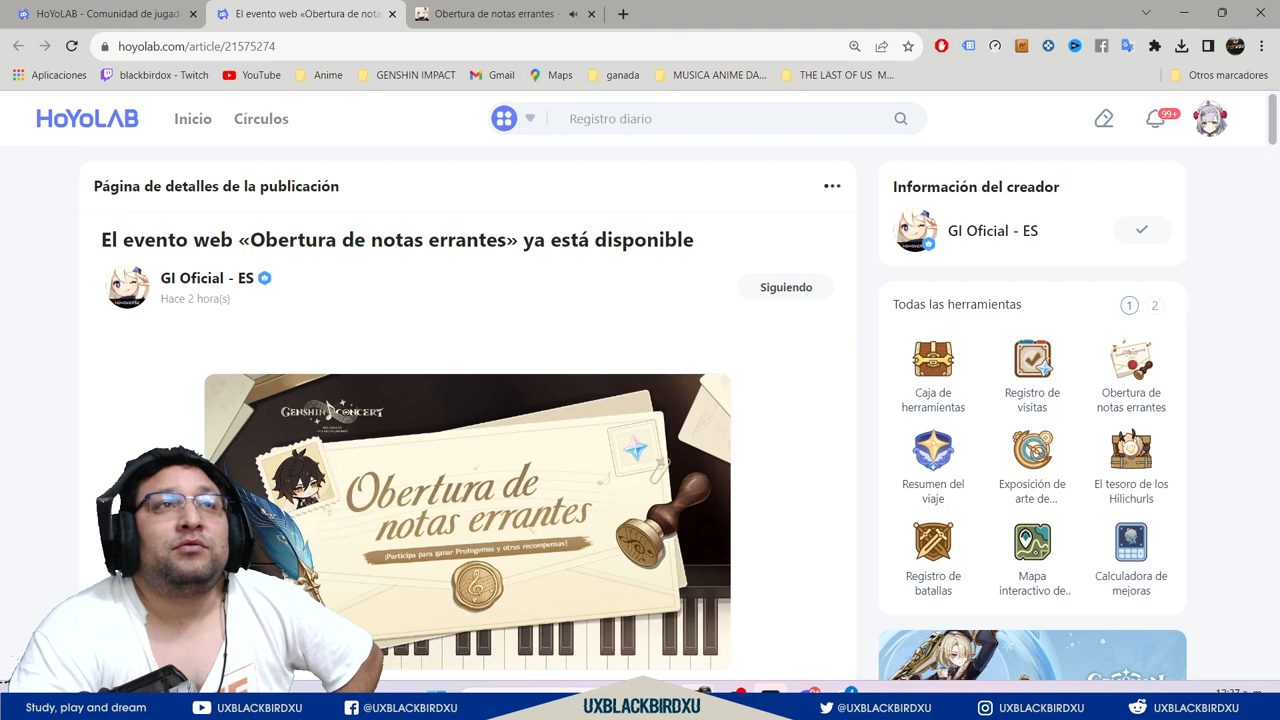 HoYoLAB - Comunidad de jugad
El evento web «Obertura de nota
Obertura de notas errantes -
hoyolab.com/article/21575274
Aplicaciones
blackbirdox - Twitch
YouTube
Anime
GENSHIN IMPACT
Gmail
Maps
ganada
MUSICA ANIME DA...
THE LAST OF US M...
Otros marcadores
HoYoLAB
Inicio
Círculos
Registro diario
99+
Página de detalles de la publicación
El evento web «Obertura de notas errantes» ya está disponible
GI Oficial - ES
Hace 2 hora(s)
Siguiendo
GENSHIN CONCERT
Obertura de
notas errantes
¡Participa para ganar Protogemas y otras recompensas!
Información del creador
GI Oficial - ES
Todas las herramientas
1
2
Caja de
herramientas
Registro de
visitas
Obertura de
notas errantes
Resumen del
viaje
Exposición de
arte de...
El tesoro de los
Hilichurls
Registro de
batallas
Mapa
interactivo de..
Calculadora de
mejoras
Study, play and dream
UXBLACKBIRDXU
@UXBLACKBIRDXU
UXBLACKBIRDXU
@UXBLACKBIRDXU
UXBLACKBIRDXU
UXBLACKBIRDXU